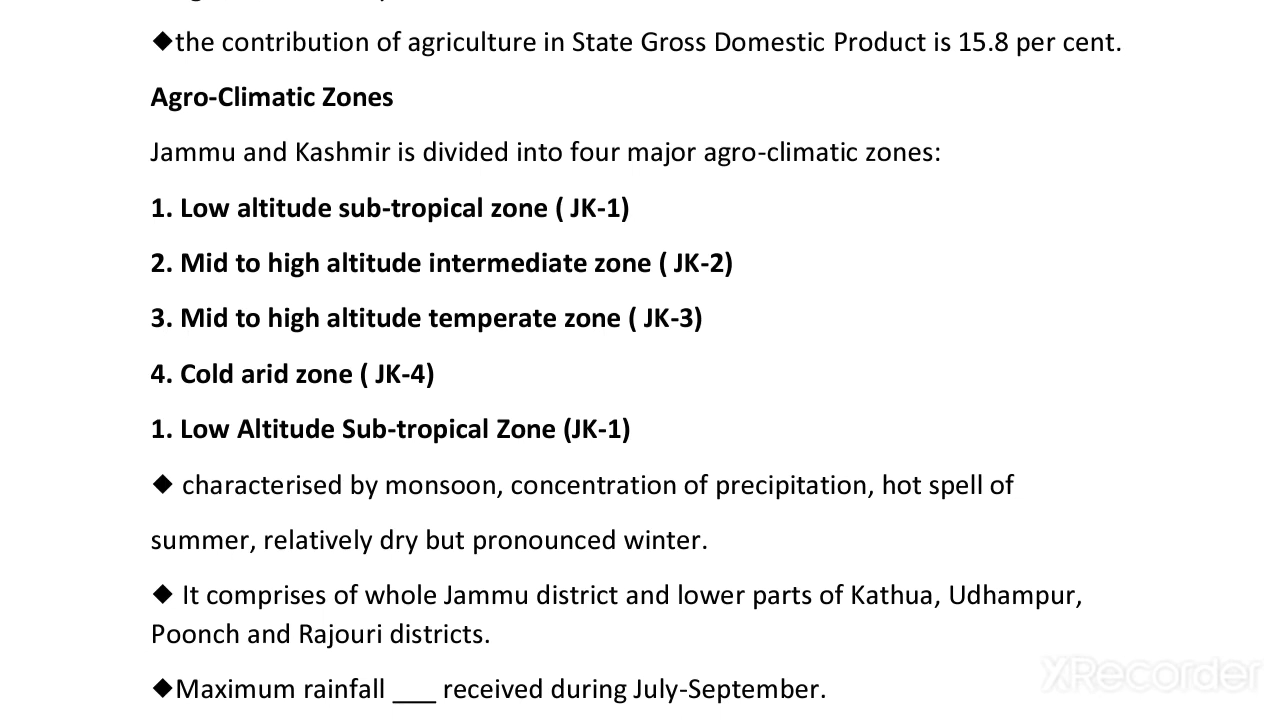 ◆the contribution of agriculture in State Gross Domestic Product is 15.8 per cent.
Agro-Climatic Zones
Jammu and Kashmir is divided into four major agro-climatic zones:
1. Low altitude sub-tropical zone ( JK-1)
2. Mid to high altitude intermediate zone ( JK-2)
3. Mid to high altitude temperate zone ( JK-3)
4. Cold arid zone ( JK-4)
1. Low Altitude Sub-tropical Zone (JK-1)
◆ characterised by monsoon, concentration of precipitation, hot spell of
summer, relatively dry but pronounced winter.
◆ It comprises of whole Jammu district and lower parts of Kathua, Udhampur,
Poonch and Rajouri districts.
◆Maximum rainfall ___ received during July-September.
XRecorder